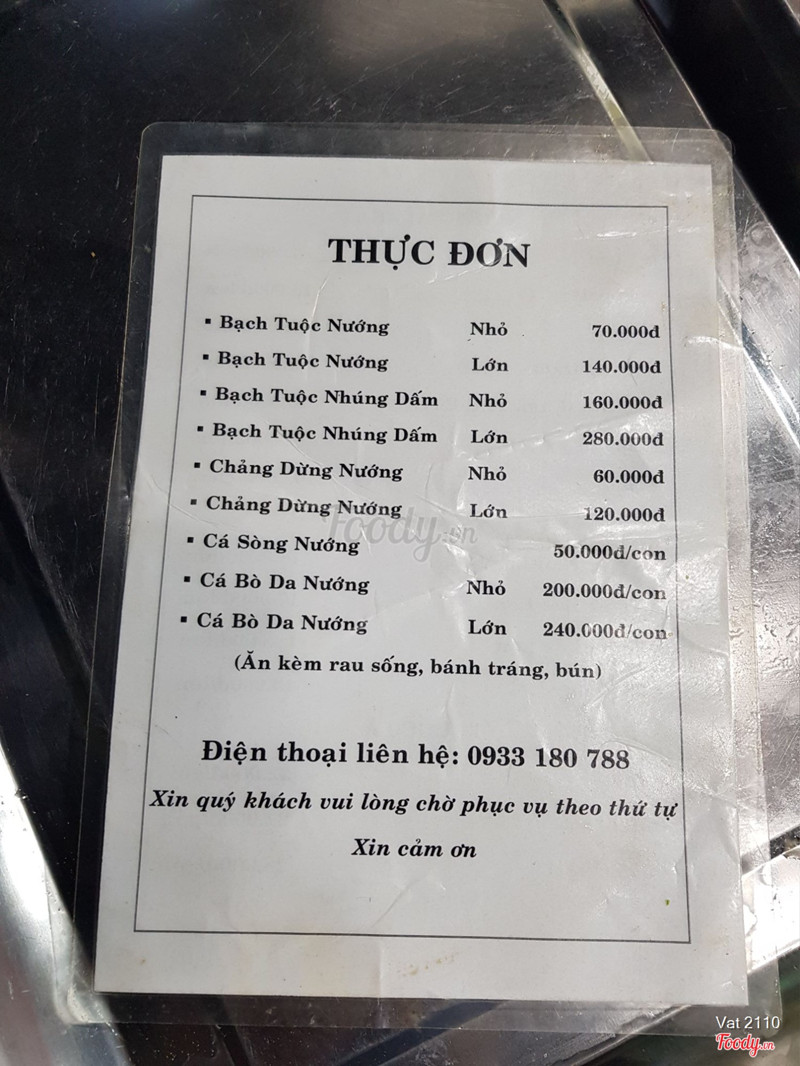 THỰC ĐƠN
▪ Bạch Tuộc Nướng Nhỏ 70.000đ
▪ Bạch Tuộc Nướng Lớn 140.000đ
▪ Bạch Tuộc Nhúng Dấm Nhỏ 160.000đ
▪ Bạch Tuộc Nhúng Dấm Lớn 280.000đ
▪ Chảng Dừng Nướng Nhỏ 60.000đ
▪ Chảng Dừng Nướng Lớn 120.000đ
Foody.vn
▪ Cá Sòng Nướng 50.000đ/con
▪ Cá Bò Da Nướng Nhỏ 200.000đ/con
▪ Cá Bò Da Nướng Lớn 240.000đ/con
(Ăn kèm rau sống, bánh tráng, bún)
Điện thoại liên hệ: 0933 180 788
Xin quý khách vui lòng chờ phục vụ theo thứ tự
Xin cảm ơn
Vat 2110
Foody.vn